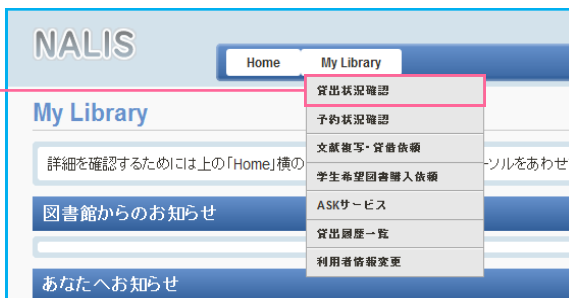 NALIS
Home
My Library
貸出状況確認
My Library
予約状況確認
文献複写・貸借依頼
詳細を確認するためには上の「Home」横の
ーソルをあわせ
学生希望図書購入依頼
ASKサービス
図書館からのお知らせ
貸出履歴一覧
利用者情報変更
あなたへお知らせ